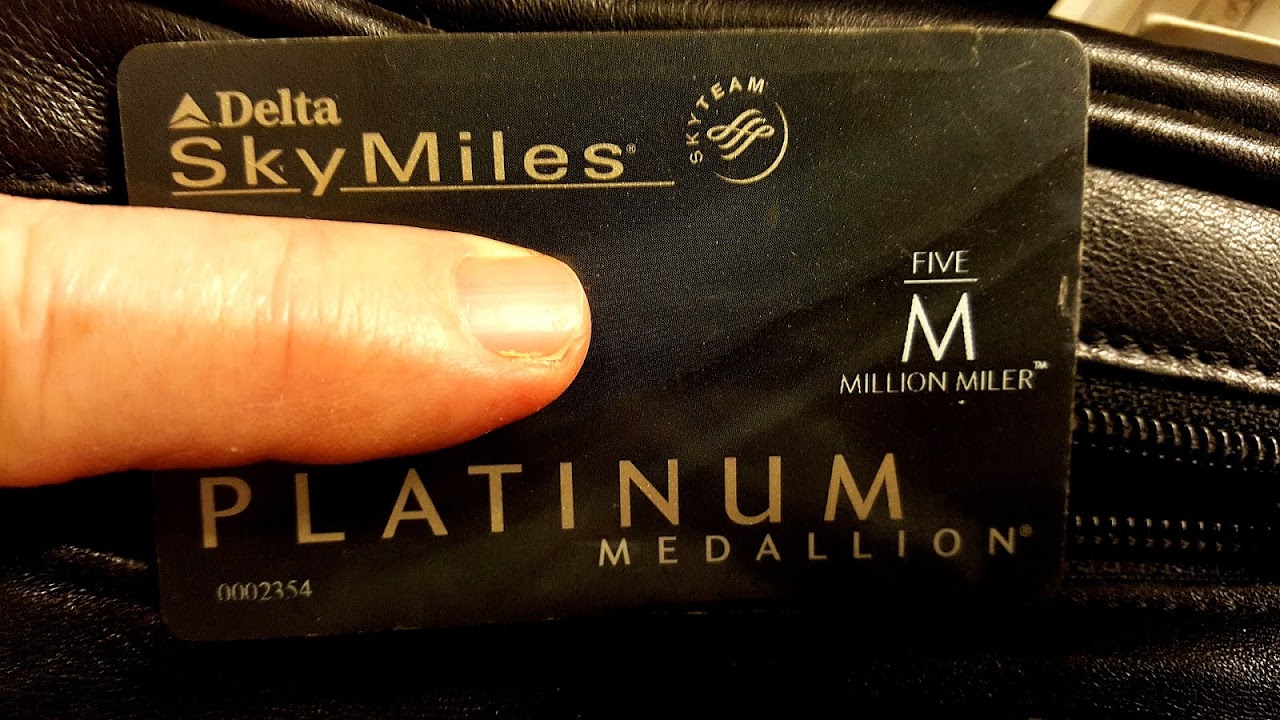 Delta
SkyMiles®
SKYTEAM
FIVE
M
MILLION MILER™
PLATINUM
MEDALLION®
0002354